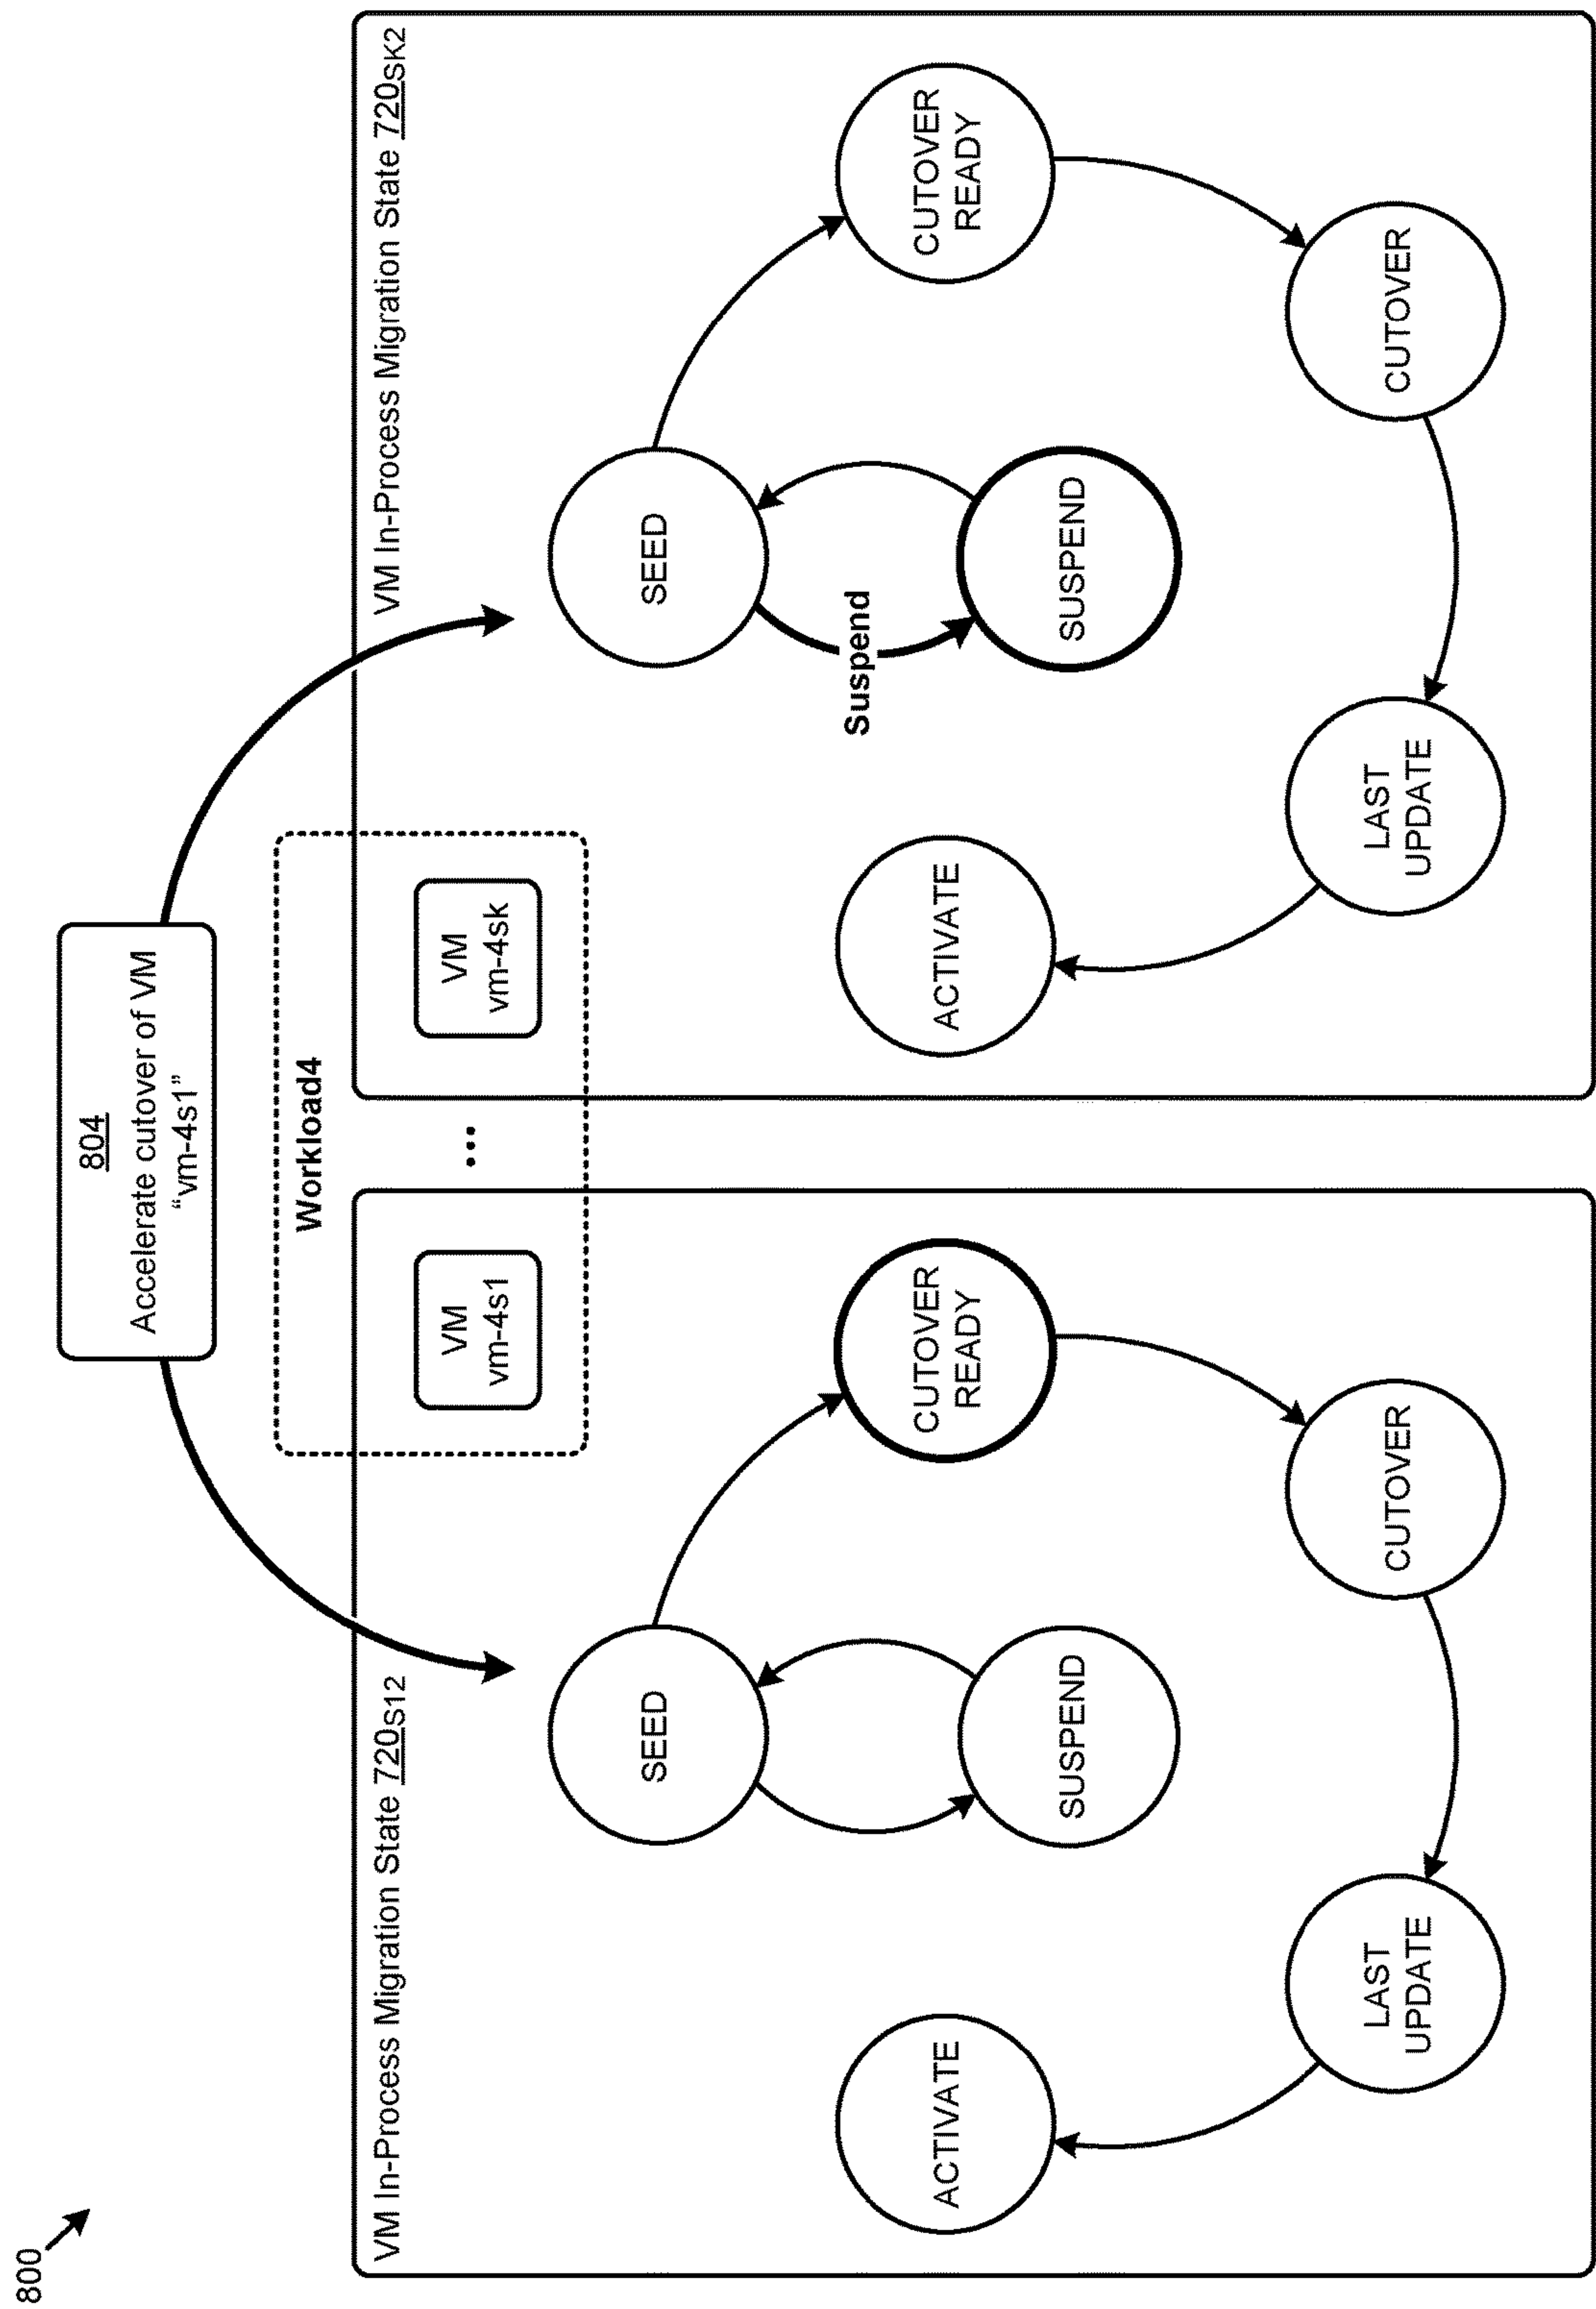 800
804
Accelerate cutover of VM
“vm-4s1”
Workload4
VM In-Process Migration State 720S12
VM
vm-4s1
...
SEED
SUSPEND
CUTOVER
READY
CUTOVER
LAST
UPDATE
ACTIVATE
VM In-Process Migration State 720SK2
VM
vm-4sk
SEED
Suspend
SUSPEND
CUTOVER
READY
CUTOVER
LAST
UPDATE
ACTIVATE